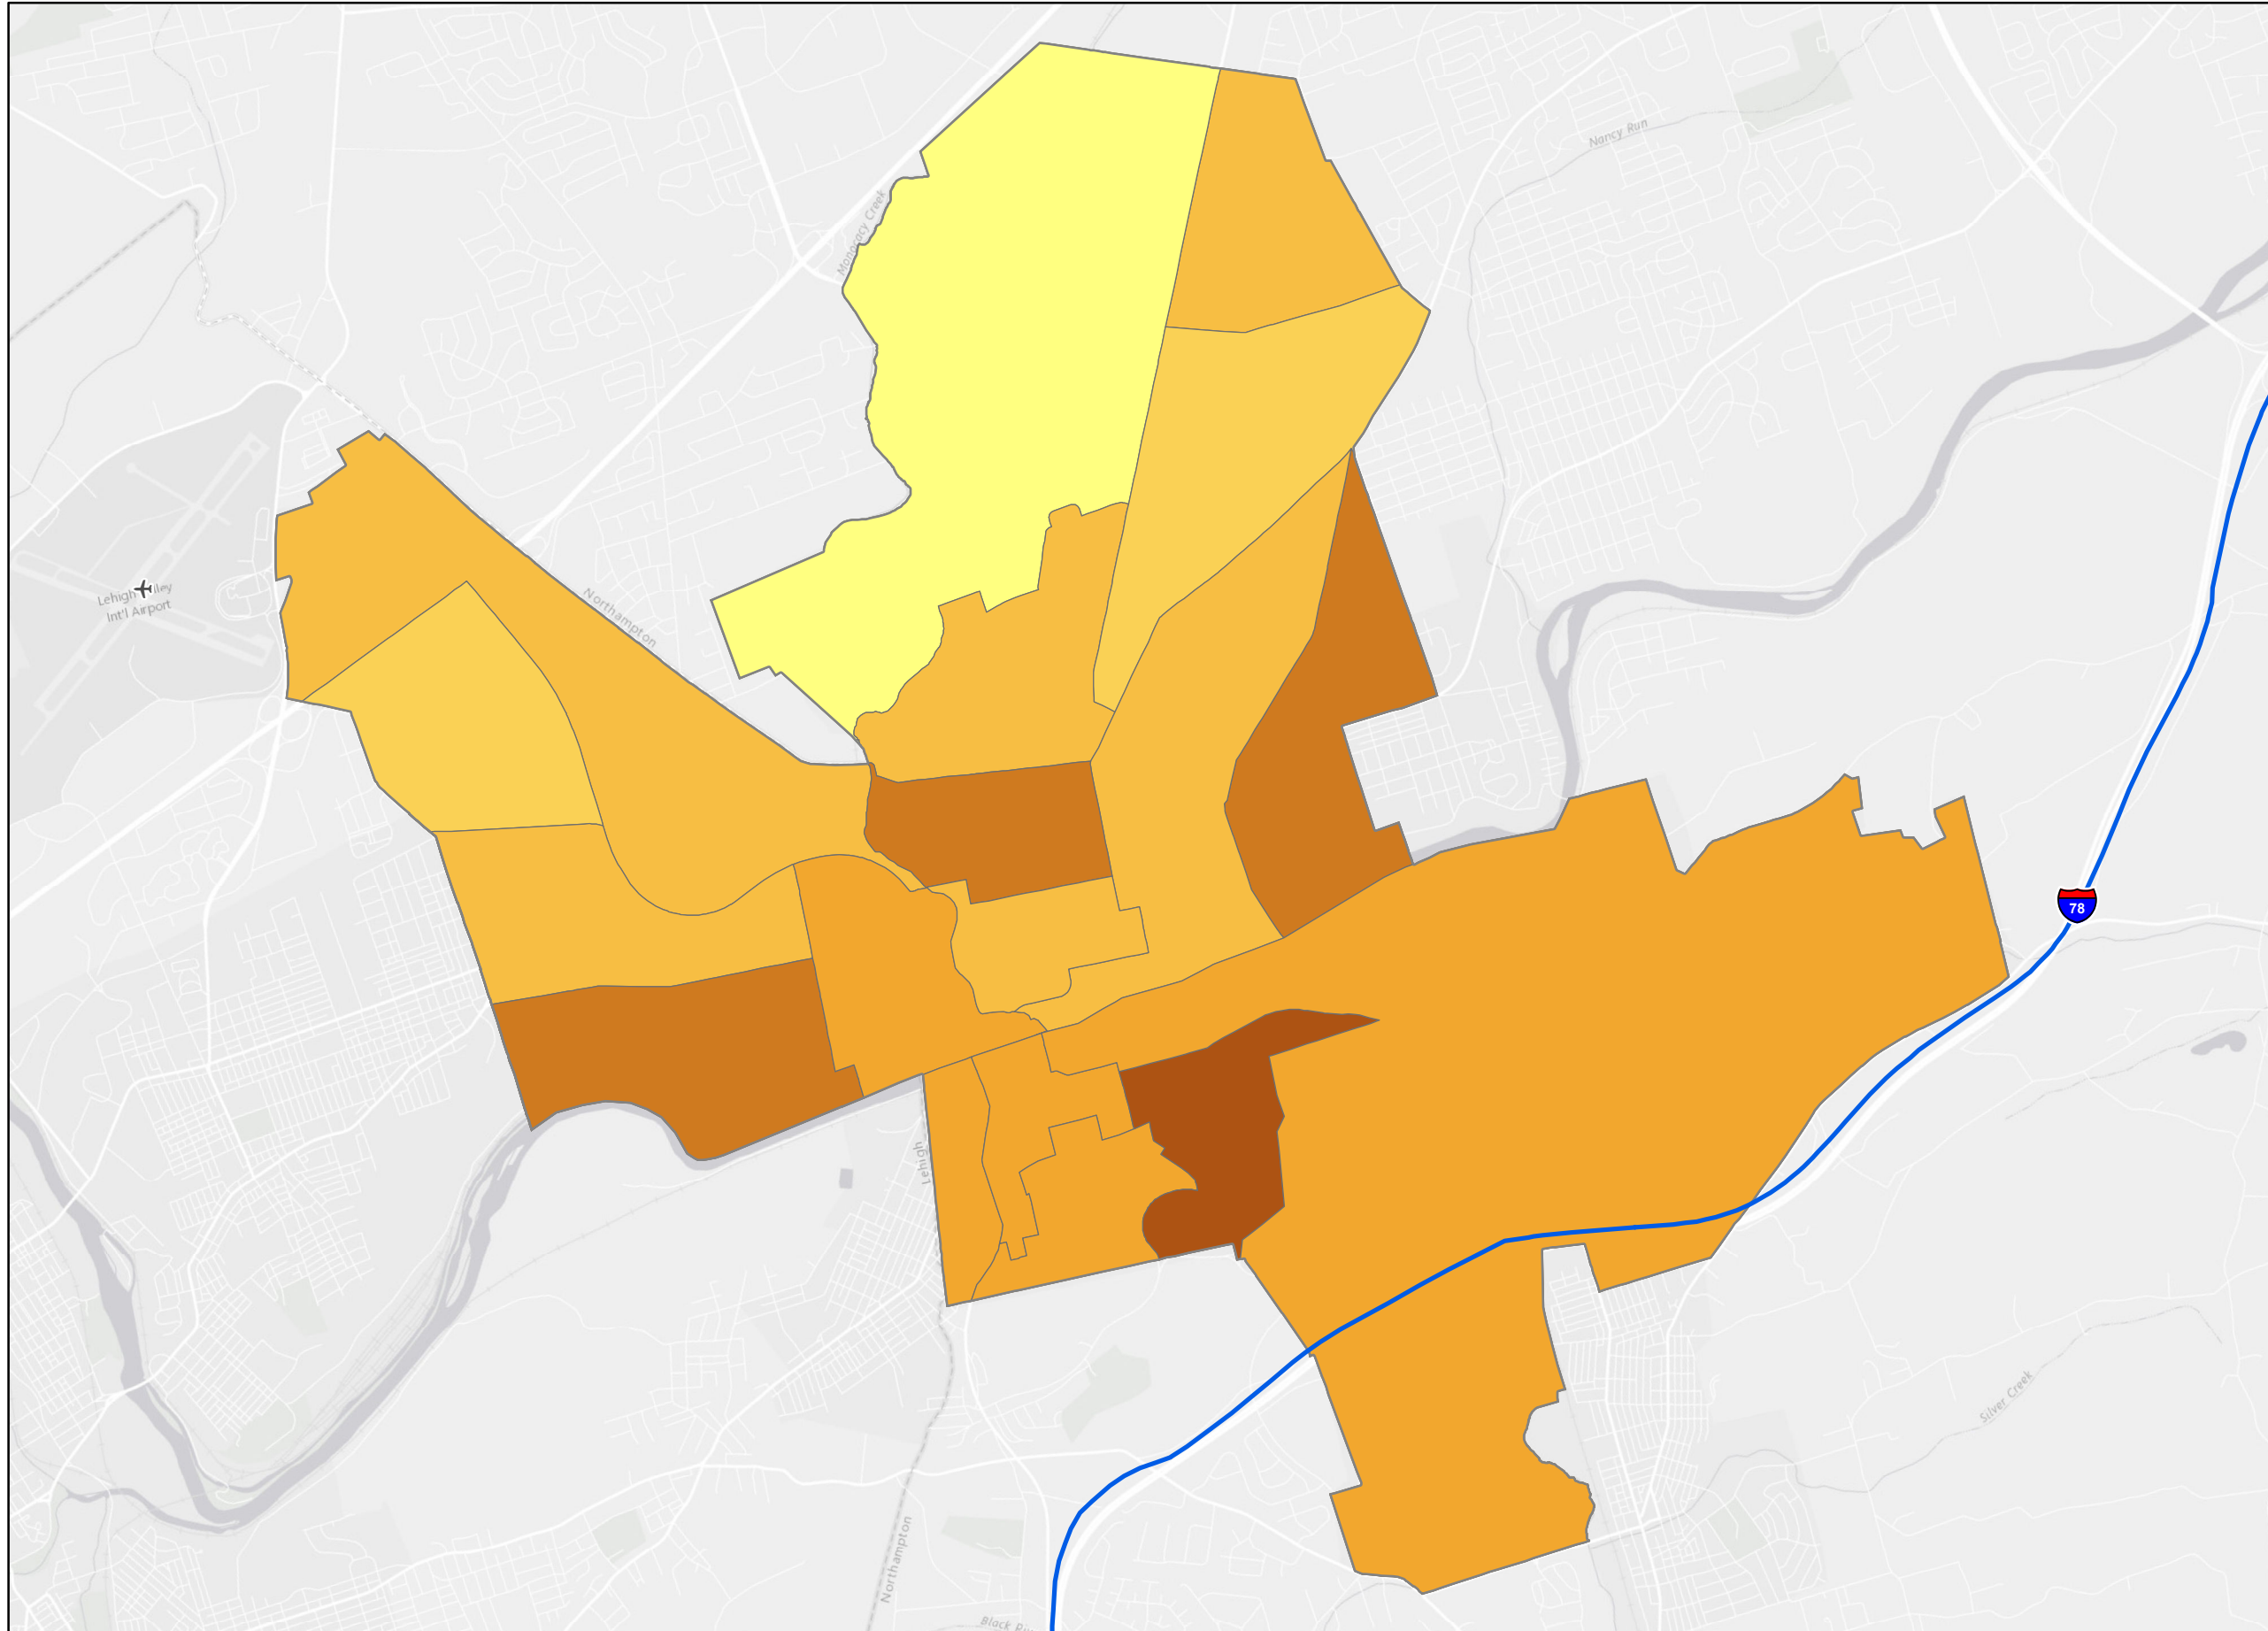 Nancy Run
Monocacy Creek
Lehigh Valley
Int'l Airport
Northampton
78
Lehigh
Silver Creek
Northampton